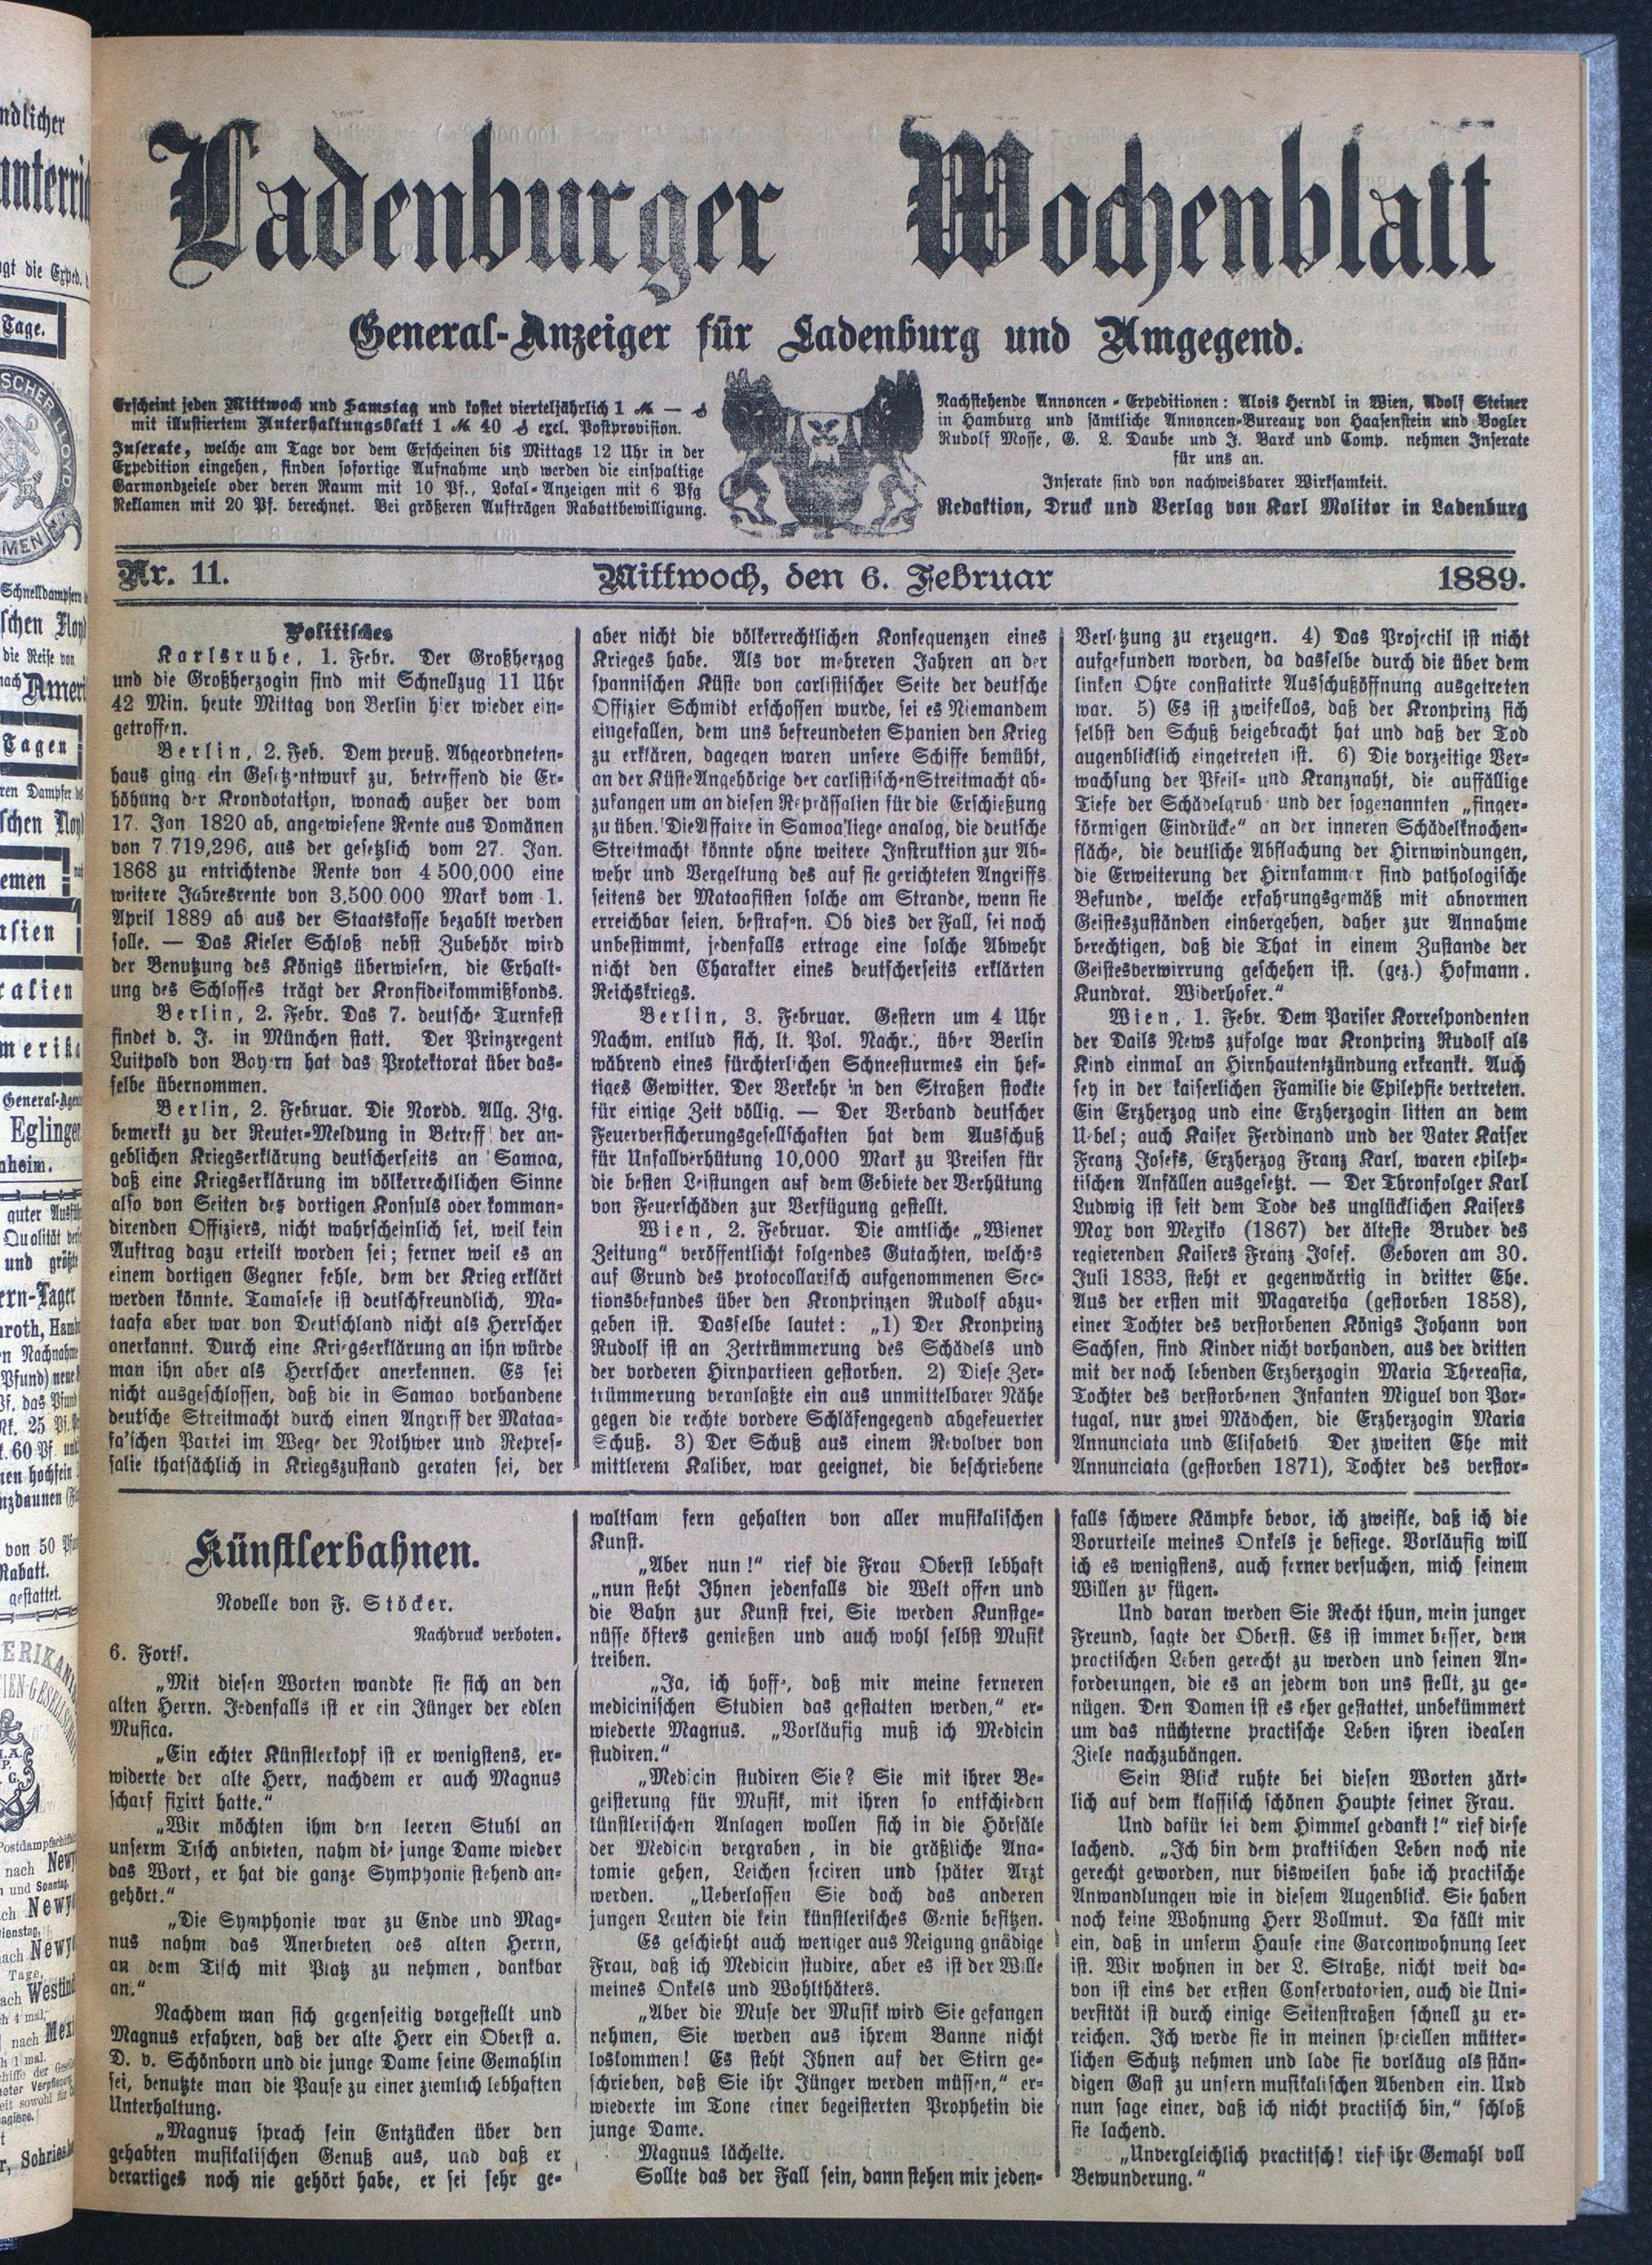 Ladenburger Wochenblatt
General-Anzeiger für Ladenburg und Umgegend.
Erscheint jeden Mittwoch und Samstag und kostet vierteljährlich 1 ℳ — ₰
mit illustriertem Unterhaltungsblatt 1 ℳ 40 ₰ excl. Postprovision.
Inserate, welche am Tage vor dem Erscheinen bis Mittags 12 Uhr in der
Expedition eingehen, finden sofortige Aufnahme und werden die einspaltige
Garmondzeiele oder deren Raum mit 10 Pf., Lokal-Anzeigen mit 6 Pfg
Reklamen mit 20 Pf. berechnet. Bei größeren Aufträgen Rabattbewilligung.
Nachstehende Annoncen-Expeditionen: Alois Herndl in Wien, Adolf Steiner
in Hamburg und sämtliche Annoncen-Bureaux von Haasenstein und Vogler
Rudolf Mosse, G. L. Daube und J. Barck und Comp. nehmen Inserate
für uns an.
Inserate sind von nachweisbarer Wirksamkeit.
Redaktion, Druck und Verlag von Karl Molitor in Ladenburg
Nr. 11. Mittwoch, den 6. Februar 1889.
Politisches
Karlsruhe, 1. Febr. Der Großherzog
und die Großherzogin sind mit Schnellzug 11 Uhr
42 Min. heute Mittag von Berlin hier wieder ein-
getroffen.
Berlin, 2. Feb. Dem preuß. Abgeordneten-
haus ging ein Gesetzentwurf zu, betreffend die Er-
höhung der Krondotation, wonach außer der vom
17. Jan 1820 ab, angewiesene Rente aus Domänen
von 7.719,296, aus der gesetzlich vom 27. Jan.
1868 zu entrichtende Rente von 4 500,000 eine
weitere Jahresrente von 3,500.000 Mark vom 1.
April 1889 ab aus der Staatskasse bezahlt werden
solle. — Das Kieler Schloß nebst Zubehör wird
der Benutzung des Königs überwiesen, die Erhalt-
ung des Schlosses trägt der Kronfideikommißfonds.
Berlin, 2. Febr. Das 7. deutsche Turnfest
findet d. J. in München statt. Der Prinzregent
Luitpold von Bayern hat das Protektorat über das-
selbe übernommen.
Berlin, 2. Februar. Die Nordd. Allg. Ztg.
bemerkt zu der Reuter-Meldung in Betreff der an-
geblichen Kriegserklärung deutscherseits an Samoa,
daß eine Kriegserklärung im völkerrechtlichen Sinne
also von Seiten des dortigen Konsuls oder komman-
direnden Offiziers, nicht wahrscheinlich sei, weil kein
Auftrag dazu erteilt worden sei; ferner weil es an
einem dortigen Gegner fehle, dem der Krieg erklärt
werden könnte. Tamasese ist deutschfreundlich, Ma-
taafa aber war von Deutschland nicht als Herrscher
anerkannt. Durch eine Kriegserklärung an ihn würde
man ihn aber als Herrscher anerkennen. Es sei
nicht ausgeschlossen, daß die in Samao vorhandene
deutsche Streitmacht durch einen Angriff der Mataa-
fa'schen Partei im Wege der Nothwer und Repres-
salie thatsächlich in Kriegszustand geraten sei, der
aber nicht die völkerrechtlichen Konsequenzen eines
Krieges habe. Als vor mehreren Jahren an der
spannischen Küste von carlistischer Seite der deutsche
Offizier Schmidt erschossen wurde, sei es Niemandem
eingefallen, dem uns befreundeten Spanien den Krieg
zu erklären, dagegen waren unsere Schiffe bemüht,
an der Küste Angehörige der carlistischen Streitmacht ab-
zufangen um an diesen Repräffalien für die Erschießung
zu üben. Die Affaire in Samoa liege analog, die deutsche
Streitmacht könnte ohne weitere Instruktion zur Ab-
wehr und Vergeltung des auf sie gerichteten Angriffs
seitens der Mataafisten solche am Strande, wenn sie
erreichbar seien, bestrafen. Ob dies der Fall, sei noch
unbestimmt, jedenfalls ertrage eine solche Abwehr
nicht den Charakter eines deutscherseits erklärten
Reichskriegs.
Berlin, 3. Februar. Gestern um 4 Uhr
Nachm. entlud sich, lt. Pol. Nachr., über Berlin
während eines fürchterlichen Schneesturmes ein hef-
tiges Gewitter. Der Verkehr in den Straßen stockte
für einige Zeit völlig. — Der Verband deutscher
Feuerversicherungsgesellschaften hat dem Ausschuß
für Unfallverhütung 10,000 Mark zu Preisen für
die besten Leistungen auf dem Gebiete der Verhütung
von Feuerschäden zur Verfügung gestellt.
Wien, 2. Februar. Die amtliche „Wiener
Zeitung“ veröffentlicht folgendes Gutachten, welches
auf Grund des protocollarisch aufgenommenen Sec-
tionsbefundes über den Kronprinzen Rudolf abzu-
geben ist. Dasselbe lautet: „1) Der Kronprinz
Rudolf ist an Zertrümmerung des Schädels und
der vorderen Hirnpartieen gestorben. 2) Diese Zer-
trümmerung veranlaßte ein aus unmittelbarer Nähe
gegen die rechte vordere Schläfengegend abgefeuerter
Schuß. 3) Der Schuß aus einem Revolver von
mittlerem Kaliber, war geeignet, die beschriebene
Verletzung zu erzeugen. 4) Das Projectil ist nicht
aufgefunden worden, da dasselbe durch die über dem
linken Ohre constatirte Ausschußöffnung ausgetreten
war. 5) Es ist zweifellos, daß der Kronprinz sich
selbst den Schuß beigebracht hat und daß der Tod
augenblicklich eingetreten ist. 6) Die vorzeitige Ver-
wachsung der Pfeil- und Kranznaht, die auffällige
Tiefe der Schädelgrube und der sogenannten „finger-
förmigen Eindrücke“ an der inneren Schädelknochen-
fläche, die deutliche Abflachung der Hirnwindungen,
die Erweiterung der Hirnkammer sind pathologische
Befunde, welche erfahrungsgemäß mit abnormen
Geisteszuständen einhergehen, daher zur Annahme
berechtigen, daß die That in einem Zustande der
Geistesverwirrung geschehen ist. (gez.) Hofmann.
Kundrat. Widerhofer.“
Wien, 1. Febr. Dem Pariser Korrespondenten
der Dails News zufolge war Kronprinz Rudolf als
Kind einmal an Hirnhautentzündung erkrankt. Auch
sey in der kaiserlichen Familie die Epilepsie vertreten.
Ein Erzherzog und eine Erzherzogin litten an dem
Uebel; auch Kaiser Ferdinand und der Vater Kaiser
Franz Josefs, Erzherzog Franz Karl, waren epilep-
tischen Anfällen ausgesetzt. — Der Thronfolger Karl
Ludwig ist seit dem Tode des unglücklichen Kaisers
Max von Mexiko (1867) der älteste Bruder des
regierenden Kaisers Franz Josef. Geboren am 30.
Juli 1833, steht er gegenwärtig in dritter Ehe.
Aus der ersten mit Magaretha (gestorben 1858),
einer Tochter des verstorbenen Königs Johann von
Sachsen, sind Kinder nicht vorhanden, aus der dritten
mit der noch lebenden Erzherzogin Maria Thereasia,
Tochter des verstorbenen Infanten Miguel von Por-
tugal, nur zwei Mädchen, die Erzherzogin Maria
Annunciata und Elisabeth Der zweiten Ehe mit
Annunciata (gestorben 1871), Tochter des verstor-
Künstlerbahnen.
Novelle von F. Stöcker.
Nachdruck verboten.
6. Forts.
„Mit diesen Worten wandte sie sich an den
alten Herrn. Jedenfalls ist er ein Jünger der edlen
Musica.
„Ein echter Künstlerkopf ist er wenigstens, er-
widerte der alte Herr, nachdem er auch Magnus
scharf fixirt hatte.“
„Wir möchten ihm den leeren Stuhl an
unserm Tisch anbieten, nahm die junge Dame wieder
das Wort, er hat die ganze Symphonie stehend an-
gehört.“
„Die Symphonie war zu Ende und Mag-
nus nahm das Anerbieten des alten Herrn,
an dem Tisch mit Platz zu nehmen, dankbar
an.“
Nachdem man sich gegenseitig vorgestellt und
Magnus erfahren, daß der alte Herr ein Oberst a.
D. v. Schönborn und die junge Dame seine Gemahlin
sei, benutzte man die Pause zu einer ziemlich lebhaften
Unterhaltung.
„Magnus sprach sein Entzücken über den
gehabten musikalischen Genuß aus, und daß er
derartiges noch nie gehört habe, er sei sehr ge-
waltsam fern gehalten von aller musikalischen
Kunst.
„Aber nun!“ rief die Frau Oberst lebhaft
„nun steht Ihnen jedenfalls die Welt offen und
die Bahn zur Kunst frei, Sie werden Kunstge-
nüsse öfters genießen und auch wohl selbst Musik
treiben.
„Ja, ich hoffe, daß mir meine ferneren
medicinischen Studien das gestatten werden,“ er-
wiederte Magnus. „Vorläufig muß ich Medicin
studiren.“
„Medicin studiren Sie? Sie mit ihrer Be-
geisterung für Musik, mit ihren so entschieden
künstlerischen Anlagen wollen sich in die Hörsäle
der Medicin vergraben, in die gräßliche Ana-
tomie gehen, Leichen seciren und später Arzt
werden. „Ueberlassen Sie doch das anderen
jungen Leuten die kein künstlerisches Genie besitzen.
Es geschieht auch weniger aus Neigung gnädige
Frau, daß ich Medicin studire, aber es ist der Wille
meines Onkels und Wohlthäters.
„Aber die Muse der Musik wird Sie gefangen
nehmen, Sie werden aus ihrem Banne nicht
loskommen! Es steht Ihnen auf der Stirn ge-
schrieben, daß Sie ihr Jünger werden müssen,“ er-
wiederte im Tone einer begeisterten Prophetin die
junge Dame.
Magnus lächelte.
Sollte das der Fall sein, dann stehen mir jeden-
falls schwere Kämpfe bevor, ich zweifle, daß ich die
Vorurteile meines Onkels je besiege. Vorläufig will
ich es wenigstens, auch ferner versuchen, mich seinem
Willen zu fügen.
Und daran werden Sie Recht thun, mein junger
Freund, sagte der Oberst. Es ist immer besser, dem
practischen Leben gerecht zu werden und seinen An-
forderungen, die es an jedem von uns stellt, zu ge-
nügen. Den Damen ist es eher gestattet, unbekümmert
um das nüchterne practische Leben ihren idealen
Ziele nachzuhängen.
Sein Blick ruhte bei diesen Worten zärt-
lich auf dem klassisch schönen Haupte seiner Frau.
Und dafür sei dem Himmel gedankt!“ rief diese
lachend. „Ich bin dem praktischen Leben noch nie
gerecht geworden, nur bisweilen habe ich practische
Anwandlungen wie in diesem Augenblick. Sie haben
noch keine Wohnung Herr Vollmut. Da fällt mir
ein, daß in unserm Hause eine Garconwohnung leer
ist. Wir wohnen in der L. Straße, nicht weit da-
von ist eins der ersten Conservatorien, auch die Uni-
versität ist durch einige Seitenstraßen schnell zu er-
reichen. Ich werde sie in meinen speciellen mütter-
lichen Schutz nehmen und lade sie vorläug als stän-
digen Gast zu unsern musikalischen Abenden ein. Und
nun sage einer, daß ich nicht practisch bin,“ schloß
sie lachend.
„Unvergleichlich practitsch! rief ihr Gemahl voll
Bewunderung.“